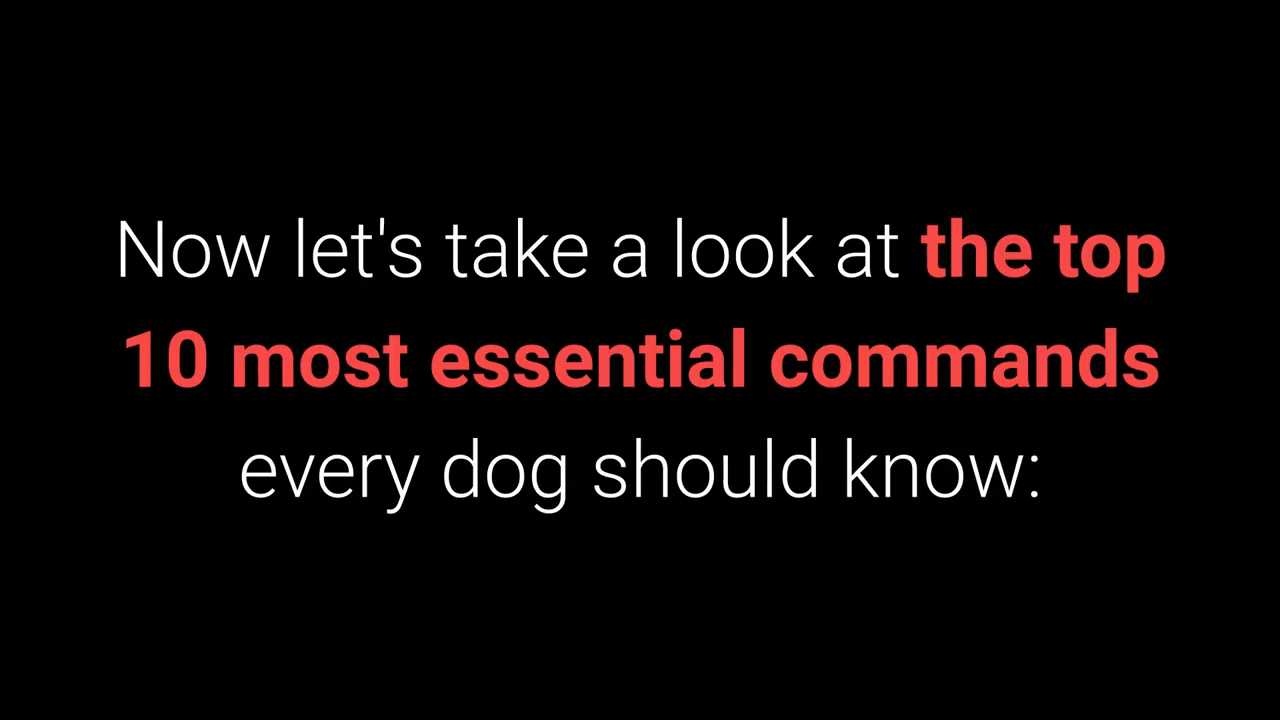 Now let's take a look at the top
10 most essential commands
every dog should know: